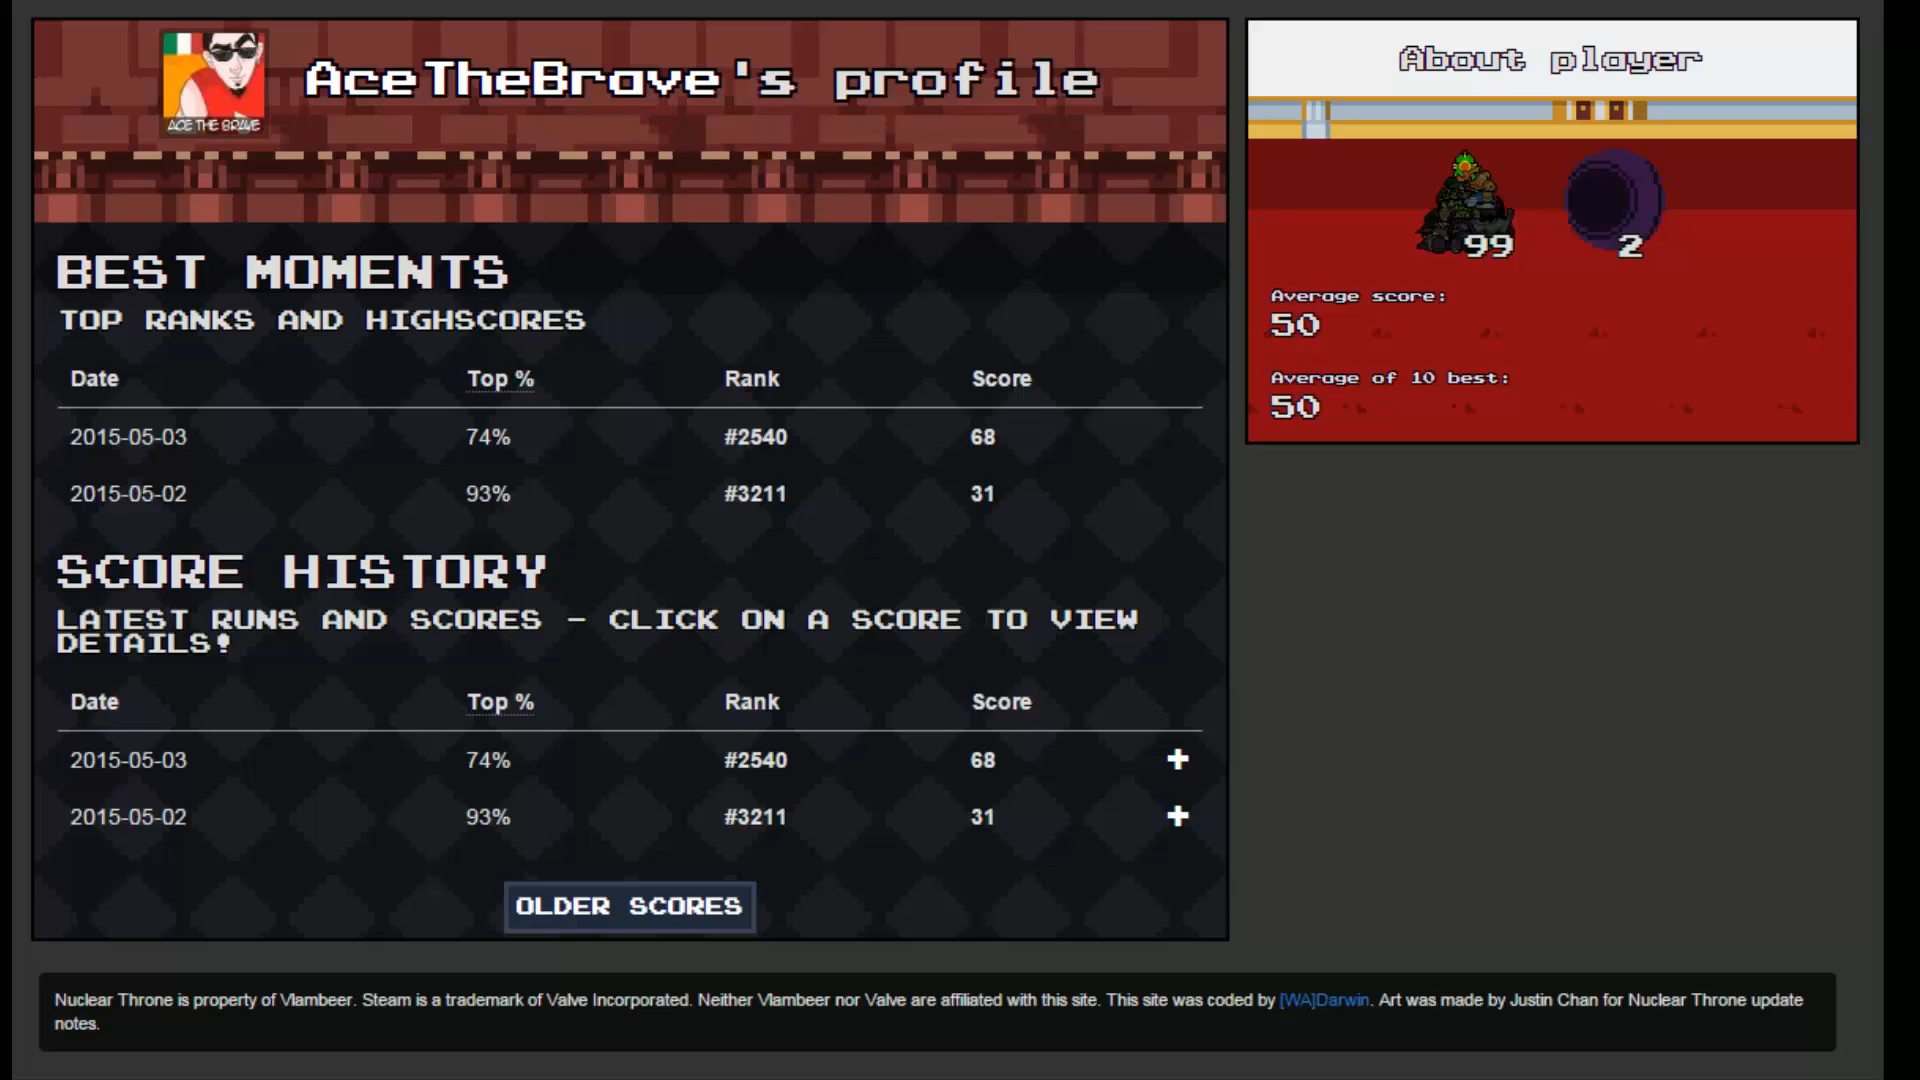 ACE THE BRAVE
AceTheBrave's profile
BEST MOMENTS
TOP RANKS AND HIGHSCORES
Date Top % Rank Score
2015-05-03 74% #2540 68
2015-05-02 93% #3211 31
SCORE HISTORY
LATEST RUNS AND SCORES - CLICK ON A SCORE TO VIEW
DETAILS!
Date Top % Rank Score
2015-05-03 74% #2540 68 +
2015-05-02 93% #3211 31 +
OLDER SCORES
About player
99 2
Average score:
50
Average of 10 best:
50
Nuclear Throne is property of Vlambeer. Steam is a trademark of Valve Incorporated. Neither Vlambeer nor Valve are affiliated with this site. This site was coded by [WA]Darwin. Art was made by Justin Chan for Nuclear Throne update
notes.